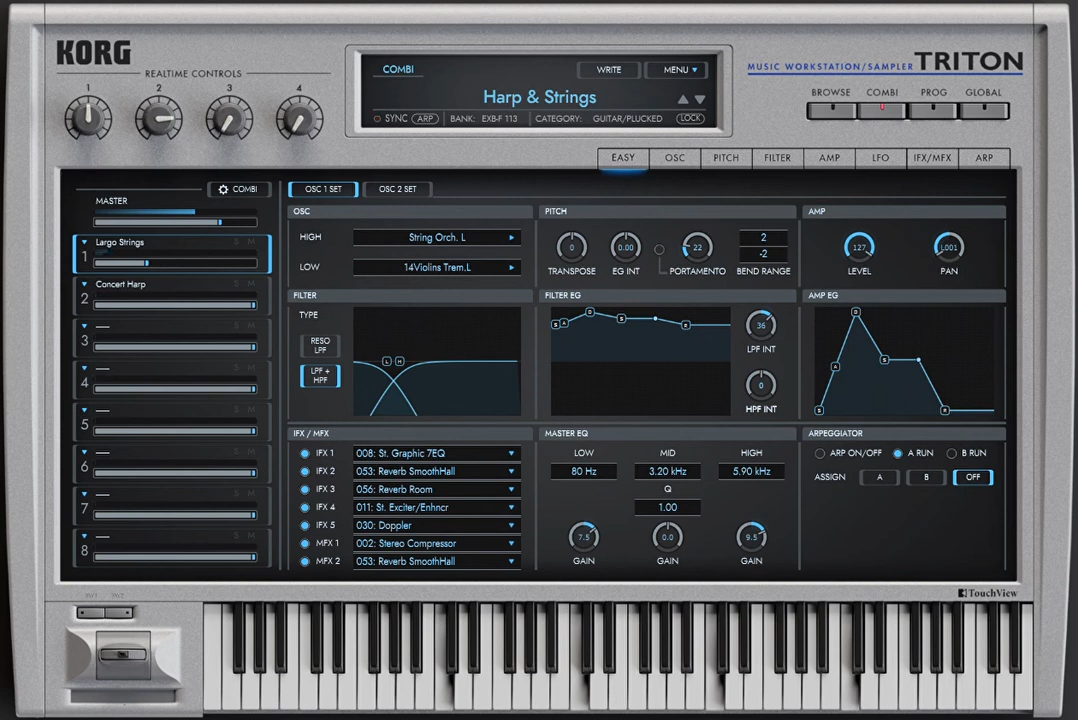 KORG
REALTIME CONTROLS
1 2 3 4
COMBI WRITE MENU
Harp & Strings
SYNC ARP BANK: EXB-F 113 CATEGORY: GUITAR/PLUCKED LOCK
MUSIC WORKSTATION/SAMPLER TRITON
BROWSE COMBI PROG GLOBAL
EASY OSC PITCH FILTER AMP LFO IFX/MFX ARP
COMBI
MASTER
1 Largo Strings S M
2 Concert Harp S M
3 — S M
4 — S M
5 — S M
6 — S M
7 — S M
8 — S M
OSC 1 SET OSC 2 SET
OSC
HIGH String Orch. L
LOW 14Violins Trem.L
PITCH
0 0.00 22 2
-2
TRANSPOSE EG INT PORTAMENTO BEND RANGE
AMP
127 L001
LEVEL PAN
FILTER
TYPE
RESO
LPF
LPF +
HPF
L H
FILTER EG
S A D S R
36
LPF INT
0
HPF INT
AMP EG
S A D S R
IFX / MFX
IFX 1 008: St. Graphic 7EQ
IFX 2 053: Reverb SmoothHall
IFX 3 056: Reverb Room
IFX 4 011: St. Exciter/Enhncr
IFX 5 030: Doppler
MFX 1 002: Stereo Compressor
MFX 2 053: Reverb SmoothHall
MASTER EQ
LOW MID HIGH
80 Hz 3.20 kHz 5.90 kHz
Q
1.00
7.5 0.0 9.5
GAIN GAIN GAIN
ARPEGGIATOR
ARP ON/OFF A RUN B RUN
ASSIGN A B OFF
TouchView
SW1 SW2